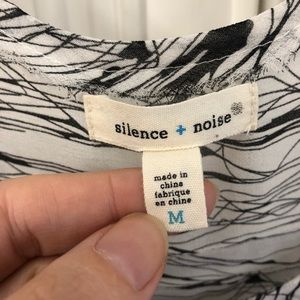 silence + noise
made in
china
fabriqué
en chine
M